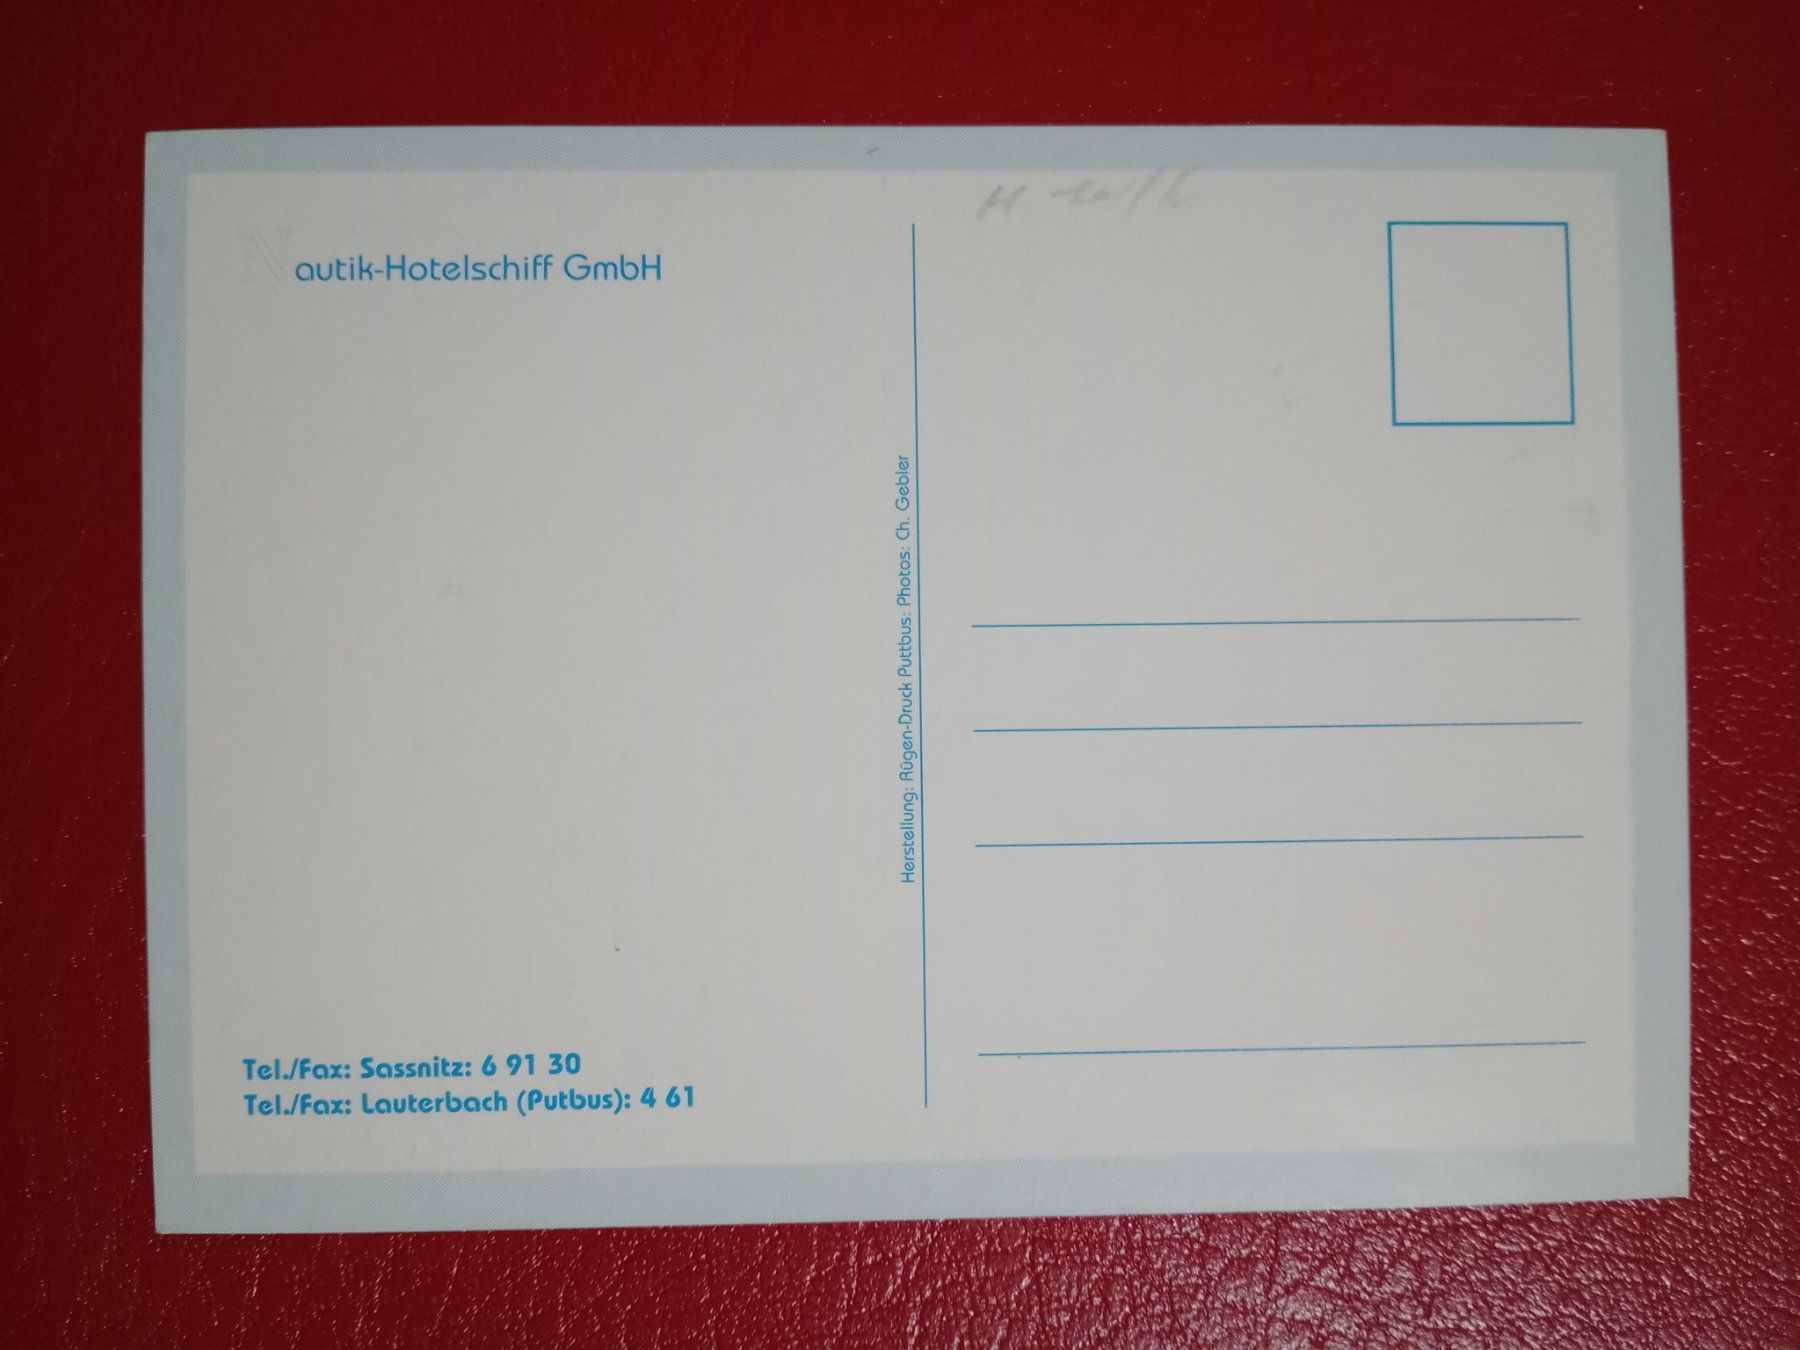 Nautik-Hotelschiff GmbH
Herstellung: Rügen-Druck Puttbus: Photos: Ch. Gebler
Tel./Fax: Sassnitz: 6 91 30
Tel./Fax: Lauterbach (Putbus): 4 61